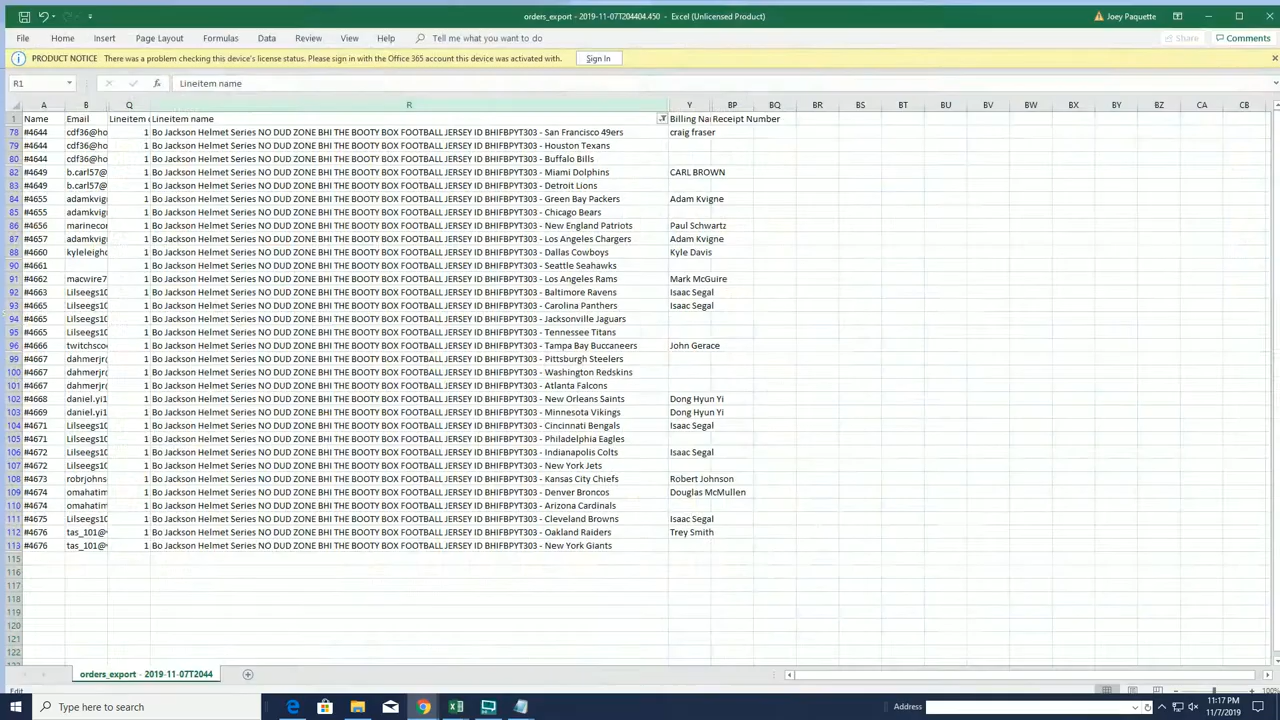 orders_export - 2019-11-07T204404.450 - Excel (Unlicensed Product)
Joey Paquette
File Home Insert Page Layout Formulas Data Review View Help Tell me what you want to do Share Comments
PRODUCT NOTICE There was a problem checking this device's license status. Please sign in with the Office 365 account this device was activated with. Sign In
R1 fx Lineitem name
A B Q R Y BP BQ BR BS BT BU BV BW BX BY BZ CA CB
1 Name Email Lineitem Lineitem name Billing Na Receipt Number
78 #4644 cdf36@ho 1 Bo Jackson Helmet Series NO DUD ZONE BHI THE BOOTY BOX FOOTBALL JERSEY ID BHIFBPYT303 - San Francisco 49ers craig fraser
79 #4644 cdf36@ho 1 Bo Jackson Helmet Series NO DUD ZONE BHI THE BOOTY BOX FOOTBALL JERSEY ID BHIFBPYT303 - Houston Texans
80 #4644 cdf36@ho 1 Bo Jackson Helmet Series NO DUD ZONE BHI THE BOOTY BOX FOOTBALL JERSEY ID BHIFBPYT303 - Buffalo Bills
82 #4649 b.carl57@ 1 Bo Jackson Helmet Series NO DUD ZONE BHI THE BOOTY BOX FOOTBALL JERSEY ID BHIFBPYT303 - Miami Dolphins CARL BROWN
83 #4649 b.carl57@ 1 Bo Jackson Helmet Series NO DUD ZONE BHI THE BOOTY BOX FOOTBALL JERSEY ID BHIFBPYT303 - Detroit Lions
84 #4655 adamkvig 1 Bo Jackson Helmet Series NO DUD ZONE BHI THE BOOTY BOX FOOTBALL JERSEY ID BHIFBPYT303 - Green Bay Packers Adam Kvigne
85 #4655 adamkvig 1 Bo Jackson Helmet Series NO DUD ZONE BHI THE BOOTY BOX FOOTBALL JERSEY ID BHIFBPYT303 - Chicago Bears
86 #4656 marinecor 1 Bo Jackson Helmet Series NO DUD ZONE BHI THE BOOTY BOX FOOTBALL JERSEY ID BHIFBPYT303 - New England Patriots Paul Schwartz
87 #4657 adamkvig 1 Bo Jackson Helmet Series NO DUD ZONE BHI THE BOOTY BOX FOOTBALL JERSEY ID BHIFBPYT303 - Los Angeles Chargers Adam Kvigne
88 #4660 kyleleigh 1 Bo Jackson Helmet Series NO DUD ZONE BHI THE BOOTY BOX FOOTBALL JERSEY ID BHIFBPYT303 - Dallas Cowboys Kyle Davis
90 #4661 1 Bo Jackson Helmet Series NO DUD ZONE BHI THE BOOTY BOX FOOTBALL JERSEY ID BHIFBPYT303 - Seattle Seahawks
91 #4662 macwire7 1 Bo Jackson Helmet Series NO DUD ZONE BHI THE BOOTY BOX FOOTBALL JERSEY ID BHIFBPYT303 - Los Angeles Rams Mark McGuire
92 #4663 Lilseegs10 1 Bo Jackson Helmet Series NO DUD ZONE BHI THE BOOTY BOX FOOTBALL JERSEY ID BHIFBPYT303 - Baltimore Ravens Isaac Segal
93 #4665 Lilseegs10 1 Bo Jackson Helmet Series NO DUD ZONE BHI THE BOOTY BOX FOOTBALL JERSEY ID BHIFBPYT303 - Carolina Panthers Isaac Segal
94 #4665 Lilseegs10 1 Bo Jackson Helmet Series NO DUD ZONE BHI THE BOOTY BOX FOOTBALL JERSEY ID BHIFBPYT303 - Jacksonville Jaguars
95 #4665 Lilseegs10 1 Bo Jackson Helmet Series NO DUD ZONE BHI THE BOOTY BOX FOOTBALL JERSEY ID BHIFBPYT303 - Tennessee Titans
96 #4666 twitchsco 1 Bo Jackson Helmet Series NO DUD ZONE BHI THE BOOTY BOX FOOTBALL JERSEY ID BHIFBPYT303 - Tampa Bay Buccaneers John Gerace
99 #4667 dahmerjr 1 Bo Jackson Helmet Series NO DUD ZONE BHI THE BOOTY BOX FOOTBALL JERSEY ID BHIFBPYT303 - Pittsburgh Steelers
100 #4667 dahmerjr 1 Bo Jackson Helmet Series NO DUD ZONE BHI THE BOOTY BOX FOOTBALL JERSEY ID BHIFBPYT303 - Washington Redskins
101 #4667 dahmerjr 1 Bo Jackson Helmet Series NO DUD ZONE BHI THE BOOTY BOX FOOTBALL JERSEY ID BHIFBPYT303 - Atlanta Falcons
102 #4668 daniel.yi1 1 Bo Jackson Helmet Series NO DUD ZONE BHI THE BOOTY BOX FOOTBALL JERSEY ID BHIFBPYT303 - New Orleans Saints Dong Hyun Yi
103 #4669 daniel.yi1 1 Bo Jackson Helmet Series NO DUD ZONE BHI THE BOOTY BOX FOOTBALL JERSEY ID BHIFBPYT303 - Minnesota Vikings Dong Hyun Yi
104 #4671 Lilseegs10 1 Bo Jackson Helmet Series NO DUD ZONE BHI THE BOOTY BOX FOOTBALL JERSEY ID BHIFBPYT303 - Cincinnati Bengals Isaac Segal
105 #4671 Lilseegs10 1 Bo Jackson Helmet Series NO DUD ZONE BHI THE BOOTY BOX FOOTBALL JERSEY ID BHIFBPYT303 - Philadelphia Eagles
106 #4672 Lilseegs10 1 Bo Jackson Helmet Series NO DUD ZONE BHI THE BOOTY BOX FOOTBALL JERSEY ID BHIFBPYT303 - Indianapolis Colts Isaac Segal
107 #4672 Lilseegs10 1 Bo Jackson Helmet Series NO DUD ZONE BHI THE BOOTY BOX FOOTBALL JERSEY ID BHIFBPYT303 - New York Jets
108 #4673 robrjohns 1 Bo Jackson Helmet Series NO DUD ZONE BHI THE BOOTY BOX FOOTBALL JERSEY ID BHIFBPYT303 - Kansas City Chiefs Robert Johnson
109 #4674 omahatim 1 Bo Jackson Helmet Series NO DUD ZONE BHI THE BOOTY BOX FOOTBALL JERSEY ID BHIFBPYT303 - Denver Broncos Douglas McMullen
110 #4674 omahatim 1 Bo Jackson Helmet Series NO DUD ZONE BHI THE BOOTY BOX FOOTBALL JERSEY ID BHIFBPYT303 - Arizona Cardinals
111 #4675 Lilseegs10 1 Bo Jackson Helmet Series NO DUD ZONE BHI THE BOOTY BOX FOOTBALL JERSEY ID BHIFBPYT303 - Cleveland Browns Isaac Segal
112 #4676 tas_101@ 1 Bo Jackson Helmet Series NO DUD ZONE BHI THE BOOTY BOX FOOTBALL JERSEY ID BHIFBPYT303 - Oakland Raiders Trey Smith
113 #4676 tas_101@ 1 Bo Jackson Helmet Series NO DUD ZONE BHI THE BOOTY BOX FOOTBALL JERSEY ID BHIFBPYT303 - New York Giants
115
116
117
118
119
120
121
122
orders_export - 2019-11-07T2044
Edit 100%
Type here to search Address 11:17 PM
11/7/2019